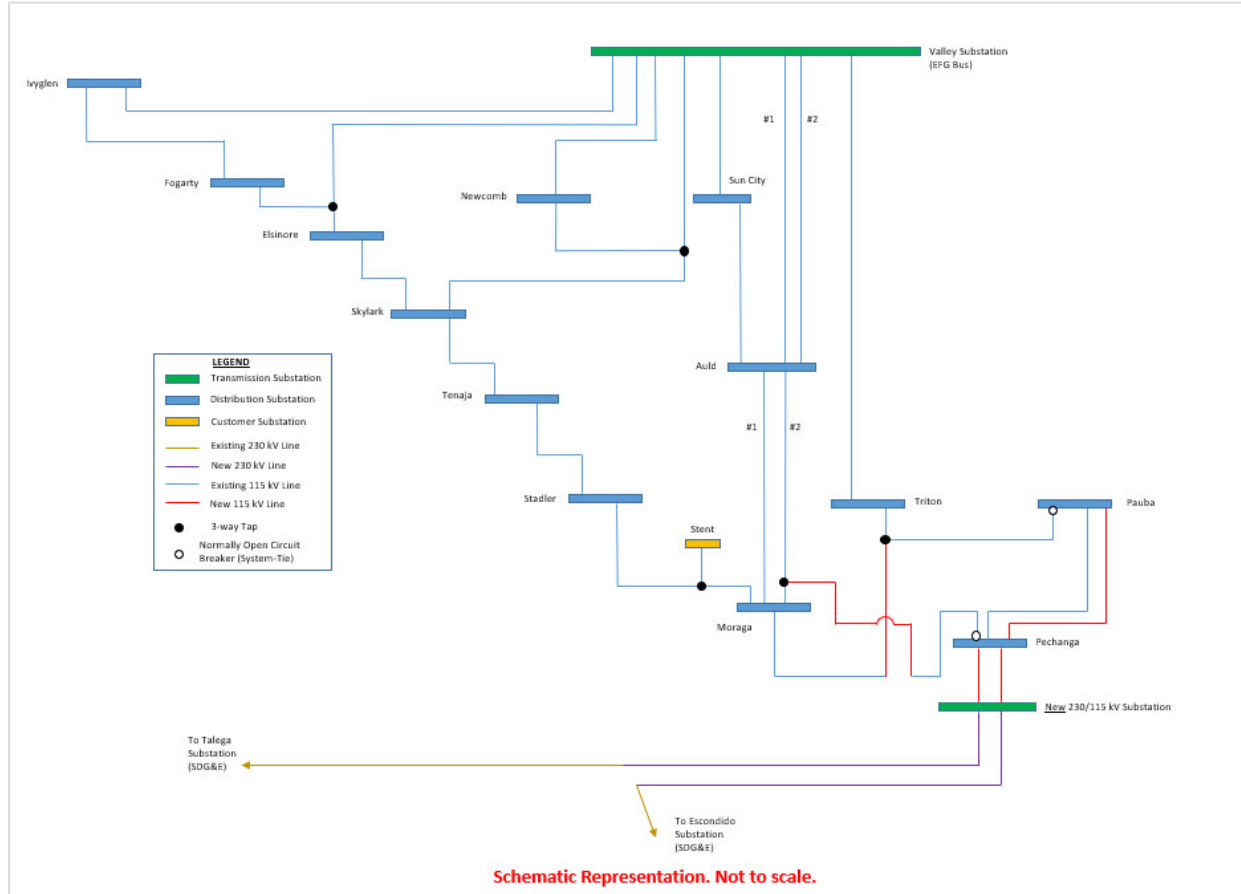 Valley Substation
(EFG Bus)
Ivyglen
#1
#2
Fogarty
Newcomb
Sun City
Elsinore
Skylark
LEGEND
Transmission Substation
Distribution Substation
Customer Substation
Existing 230 kV Line
New 230 kV Line
Existing 115 kV Line
New 115 kV Line
3-way Tap
Normally Open Circuit
Breaker (System-Tie)
Auld
Tenaja
#1
#2
Stadler
Triton
Pauba
Stent
Moraga
Pechanga
New 230/115 kV Substation
To Talega
Substation
(SDG&E)
To Escondido
Substation
(SDG&E)
Schematic Representation. Not to scale.